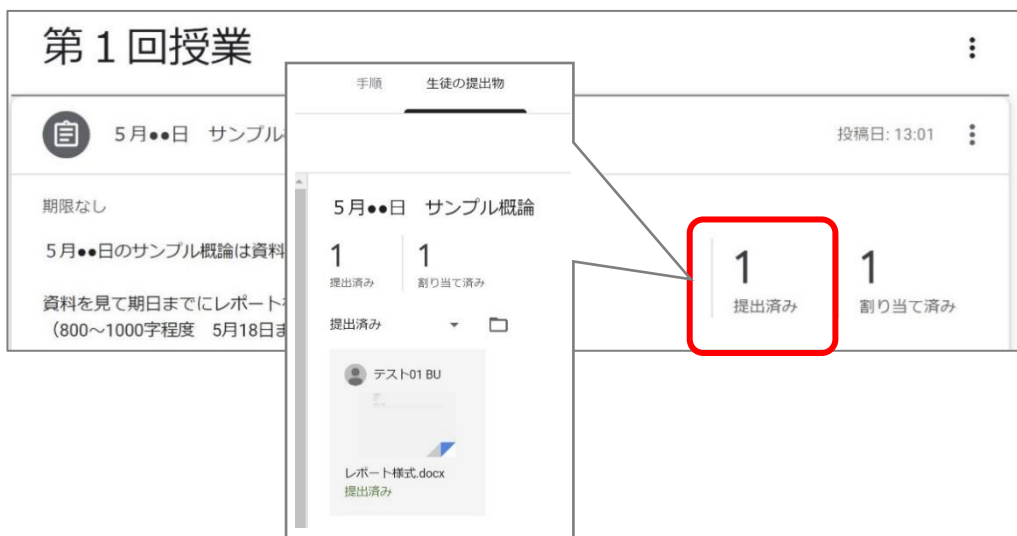 第1回授業
5月●●日 サンプル
投稿日: 13:01
期限なし
5月●●日のサンプル概論は資料
資料を見て期日までにレポート
(800～1000字程度 5月18日ま
1
提出済み
1
割り当て済み
手順
生徒の提出物
5月●●日 サンプル概論
1
提出済み
1
割り当て済み
提出済み
テスト01 BU
レポート様式.docx
提出済み